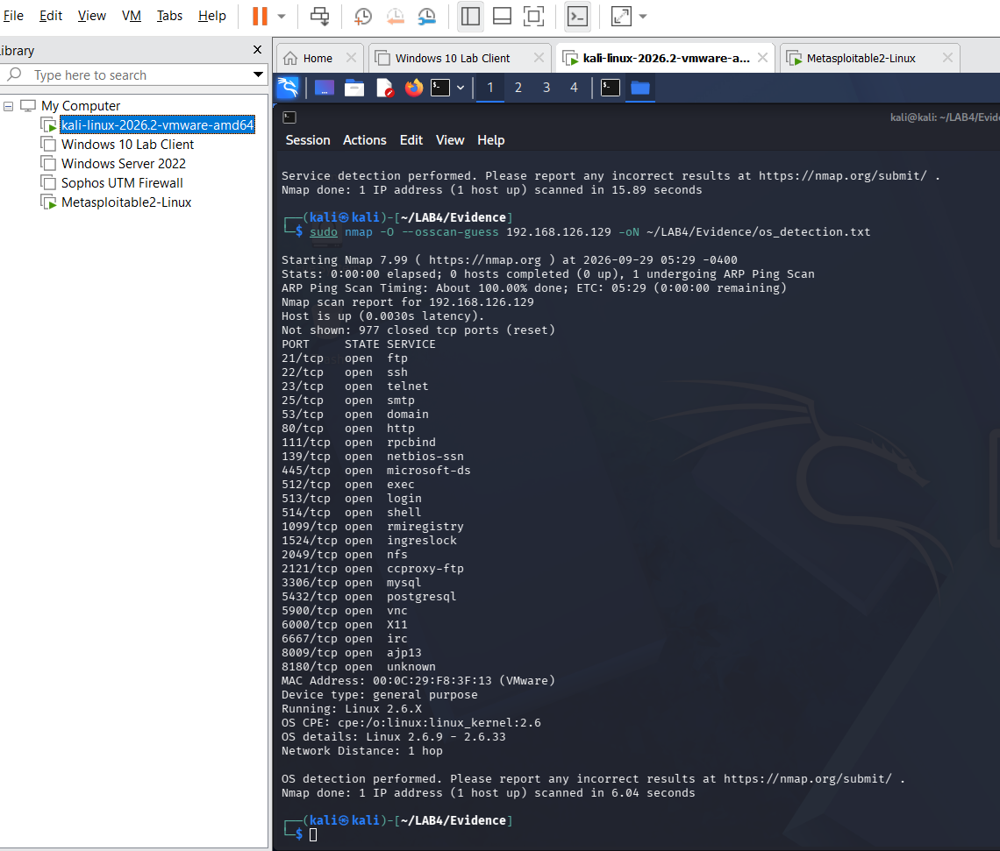 File Edit View VM Tabs Help
ibrary
Type here to search
My Computer
kali-linux-2026.2-vmware-amd64
Windows 10 Lab Client
Windows Server 2022
Sophos UTM Firewall
Metasploitable2-Linux
Home
Windows 10 Lab Client
kali-linux-2026.2-vmware-a...
Metasploitable2-Linux
1 2 3 4
kali@kali: ~/LAB4/Evide
Session Actions Edit View Help
Service detection performed. Please report any incorrect results at https://nmap.org/submit/ .
Nmap done: 1 IP address (1 host up) scanned in 15.89 seconds
┌──(kali㉿kali)-[~/LAB4/Evidence]
└─$ sudo nmap -O --osscan-guess 192.168.126.129 -oN ~/LAB4/Evidence/os_detection.txt
Starting Nmap 7.99 ( https://nmap.org ) at 2026-09-29 05:29 -0400
Stats: 0:00:00 elapsed; 0 hosts completed (0 up), 1 undergoing ARP Ping Scan
ARP Ping Scan Timing: About 100.00% done; ETC: 05:29 (0:00:00 remaining)
Nmap scan report for 192.168.126.129
Host is up (0.0030s latency).
Not shown: 977 closed tcp ports (reset)
PORT     STATE SERVICE
21/tcp   open  ftp
22/tcp   open  ssh
23/tcp   open  telnet
25/tcp   open  smtp
53/tcp   open  domain
80/tcp   open  http
111/tcp  open  rpcbind
139/tcp  open  netbios-ssn
445/tcp  open  microsoft-ds
512/tcp  open  exec
513/tcp  open  login
514/tcp  open  shell
1099/tcp open  rmiregistry
1524/tcp open  ingreslock
2049/tcp open  nfs
2121/tcp open  ccproxy-ftp
3306/tcp open  mysql
5432/tcp open  postgresql
5900/tcp open  vnc
6000/tcp open  X11
6667/tcp open  irc
8009/tcp open  ajp13
8180/tcp open  unknown
MAC Address: 00:0C:29:F8:3F:13 (VMware)
Device type: general purpose
Running: Linux 2.6.X
OS CPE: cpe:/o:linux:linux_kernel:2.6
OS details: Linux 2.6.9 - 2.6.33
Network Distance: 1 hop
OS detection performed. Please report any incorrect results at https://nmap.org/submit/ .
Nmap done: 1 IP address (1 host up) scanned in 6.04 seconds
┌──(kali㉿kali)-[~/LAB4/Evidence]
└─$